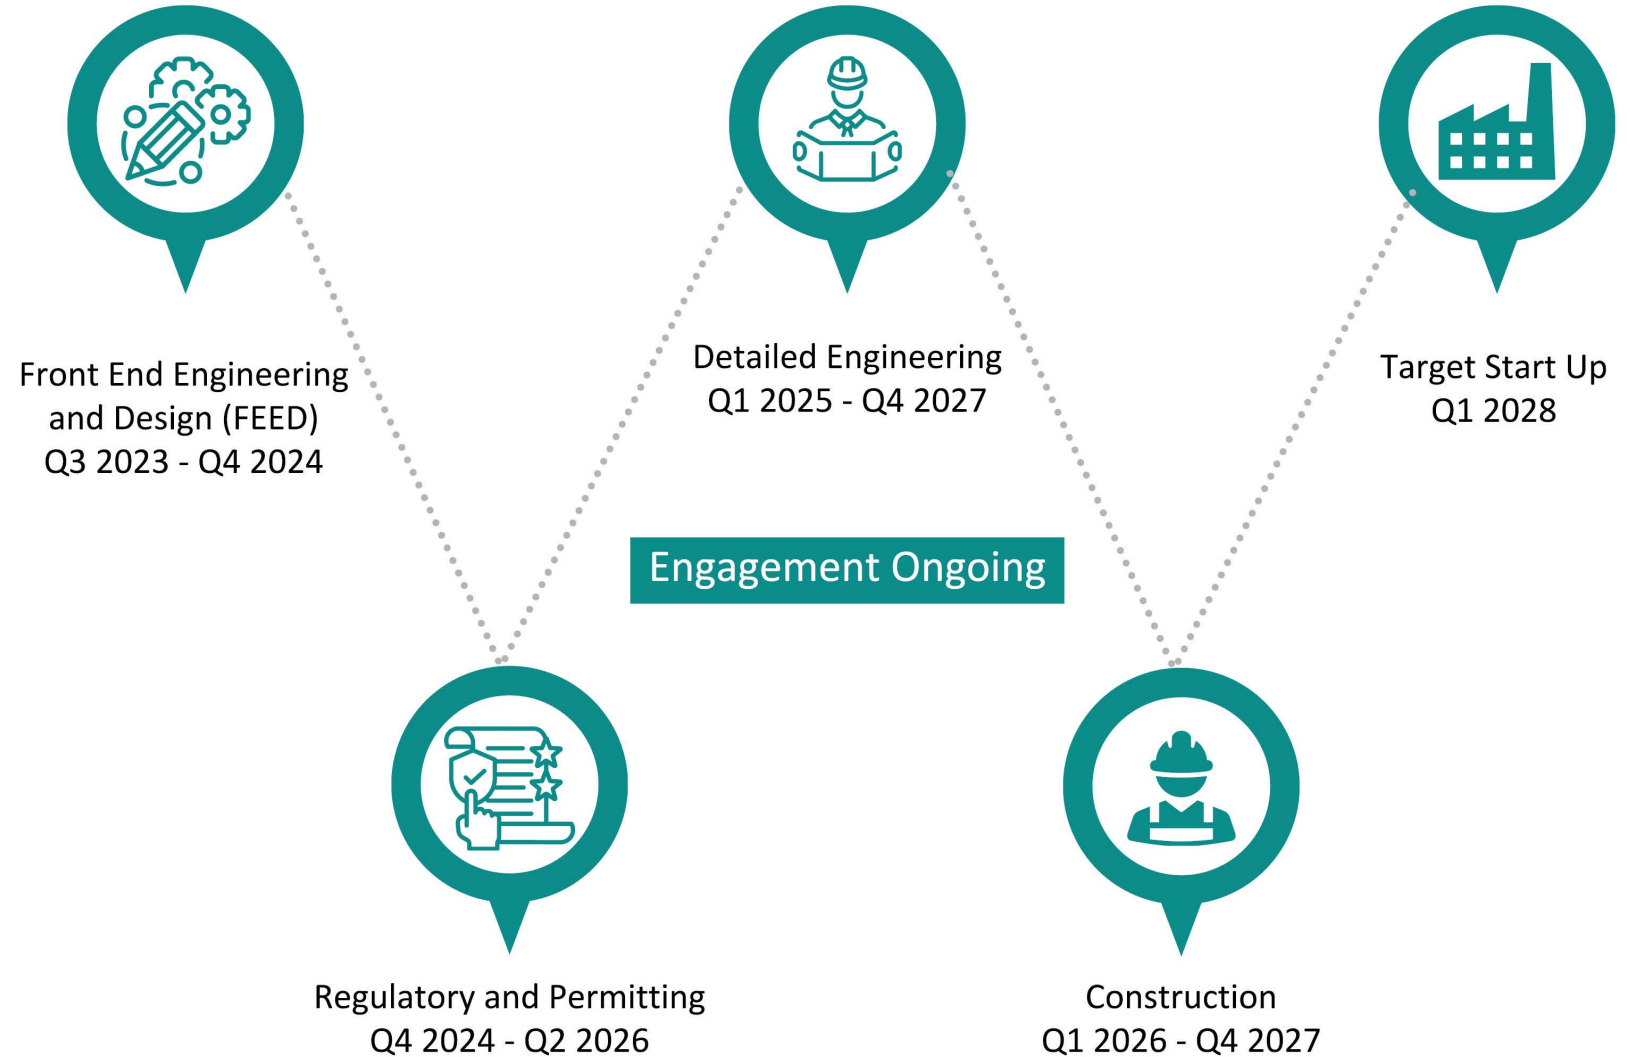 Front End Engineering
and Design (FEED)
Q3 2023 - Q4 2024
Detailed Engineering
Q1 2025 - Q4 2027
Target Start Up
Q1 2028
Engagement Ongoing
Regulatory and Permitting
Q4 2024 - Q2 2026
Construction
Q1 2026 - Q4 2027